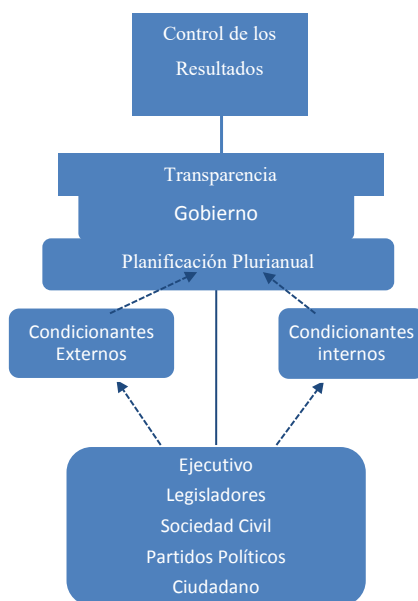 Control de los
Resultados
Transparencia
Gobierno
Planificación Plurianual
Condicionantes
Externos
Condicionantes
internos
Ejecutivo
Legisladores
Sociedad Civil
Partidos Políticos
Ciudadano